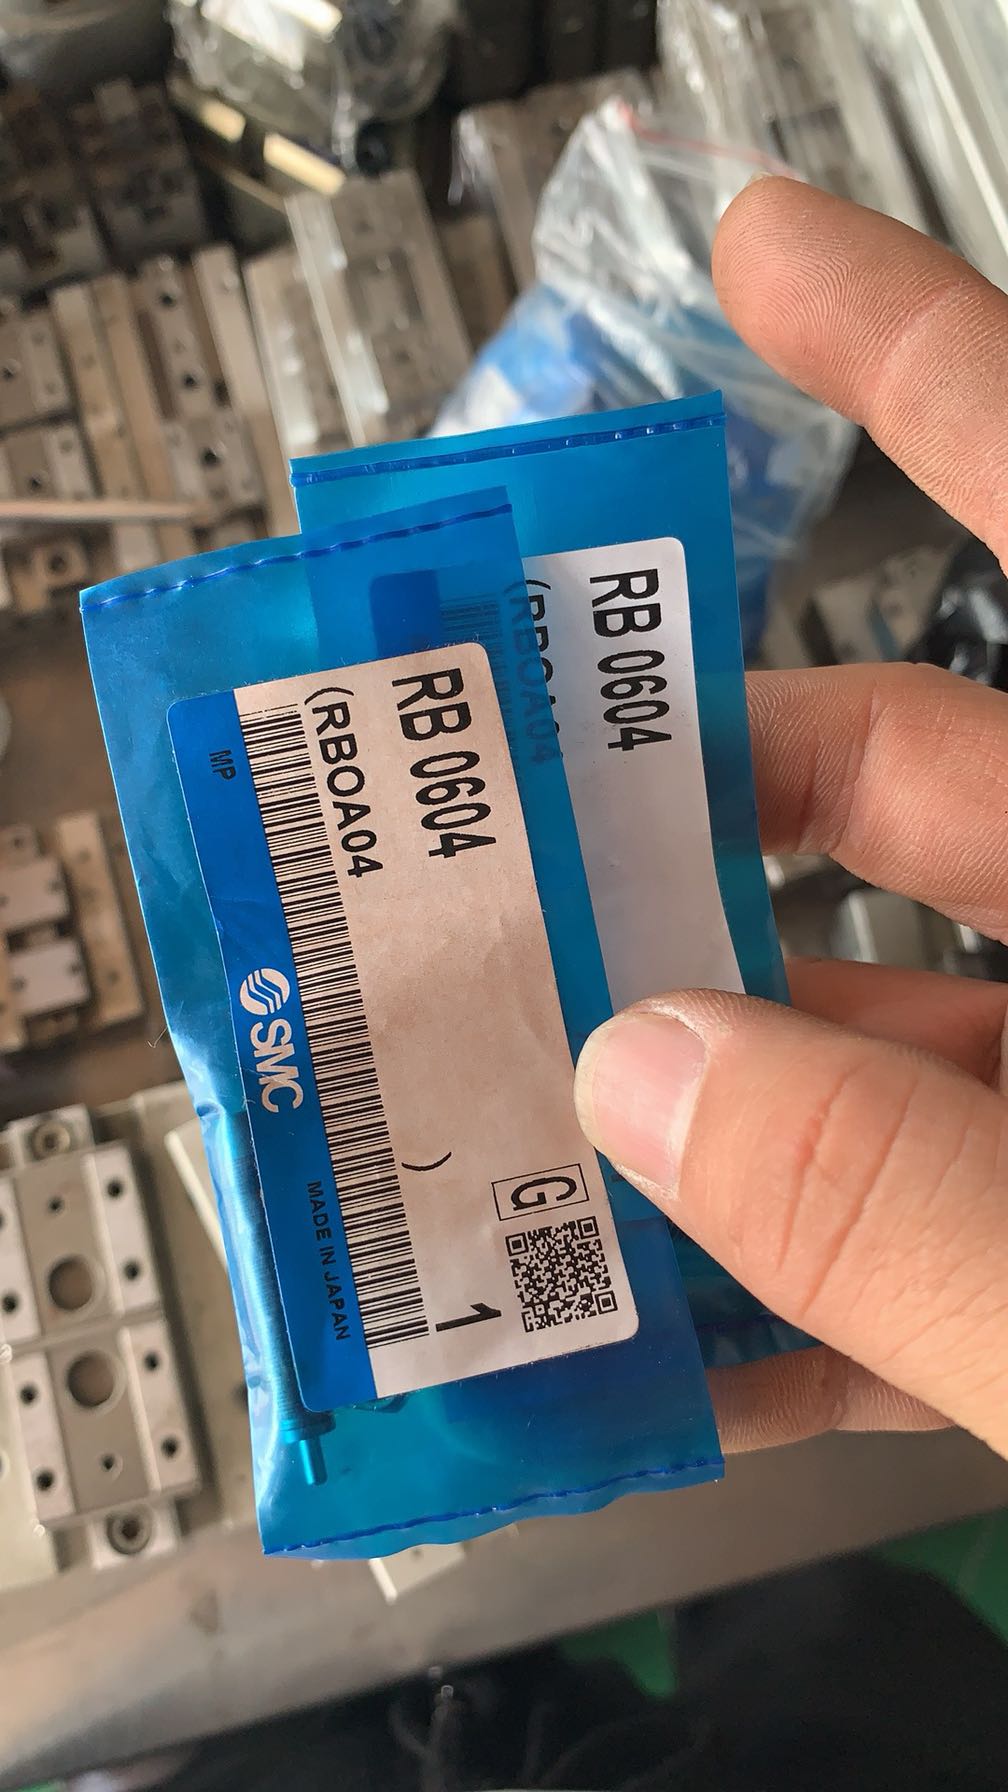 RB 0604
(RBOA04
)
G
1
MP
SMC
MADE IN JAPAN
RB 0604
(RBOA04